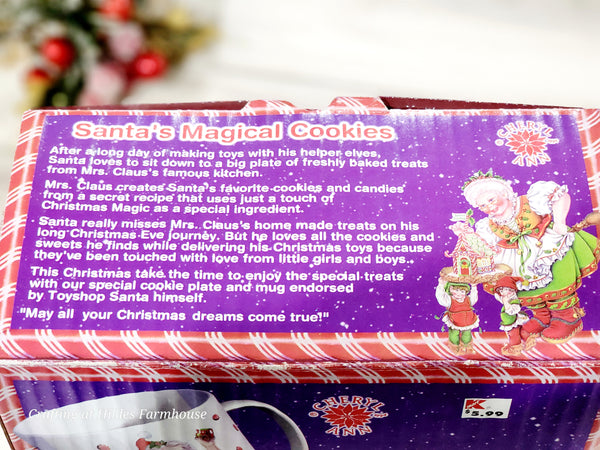 Santa's Magical Cookies
CHERYL
ANN
After a long day of making toys with his helper elves,
Santa loves to sit down to a big plate of freshly baked treats
from Mrs. Claus's famous kitchen.
Mrs. Claus creates Santa's favorite cookies and candies
from a secret recipe that uses just a touch of
Christmas Magic as a special ingredient.
Santa really misses Mrs. Claus's home made treats on his
long Christmas Eve journey. But he loves all the cookies and
sweets he finds while delivering his Christmas toys because
they've been touched with love from little girls and boys.
This Christmas take the time to enjoy the special treats
with our special cookie plate and mug endorsed
by Toyshop Santa himself.
"May all your Christmas dreams come true!"
Crafting at Hilltes Farmhouse
CHERYL
ANN
K
$5.99